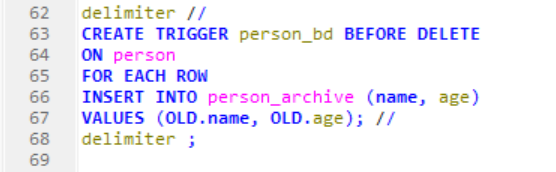 62 delimiter //
63 CREATE TRIGGER person_bd BEFORE DELETE
64 ON person
65 FOR EACH ROW
66 INSERT INTO person_archive (name, age)
67 VALUES (OLD.name, OLD.age); //
68 delimiter ;
69